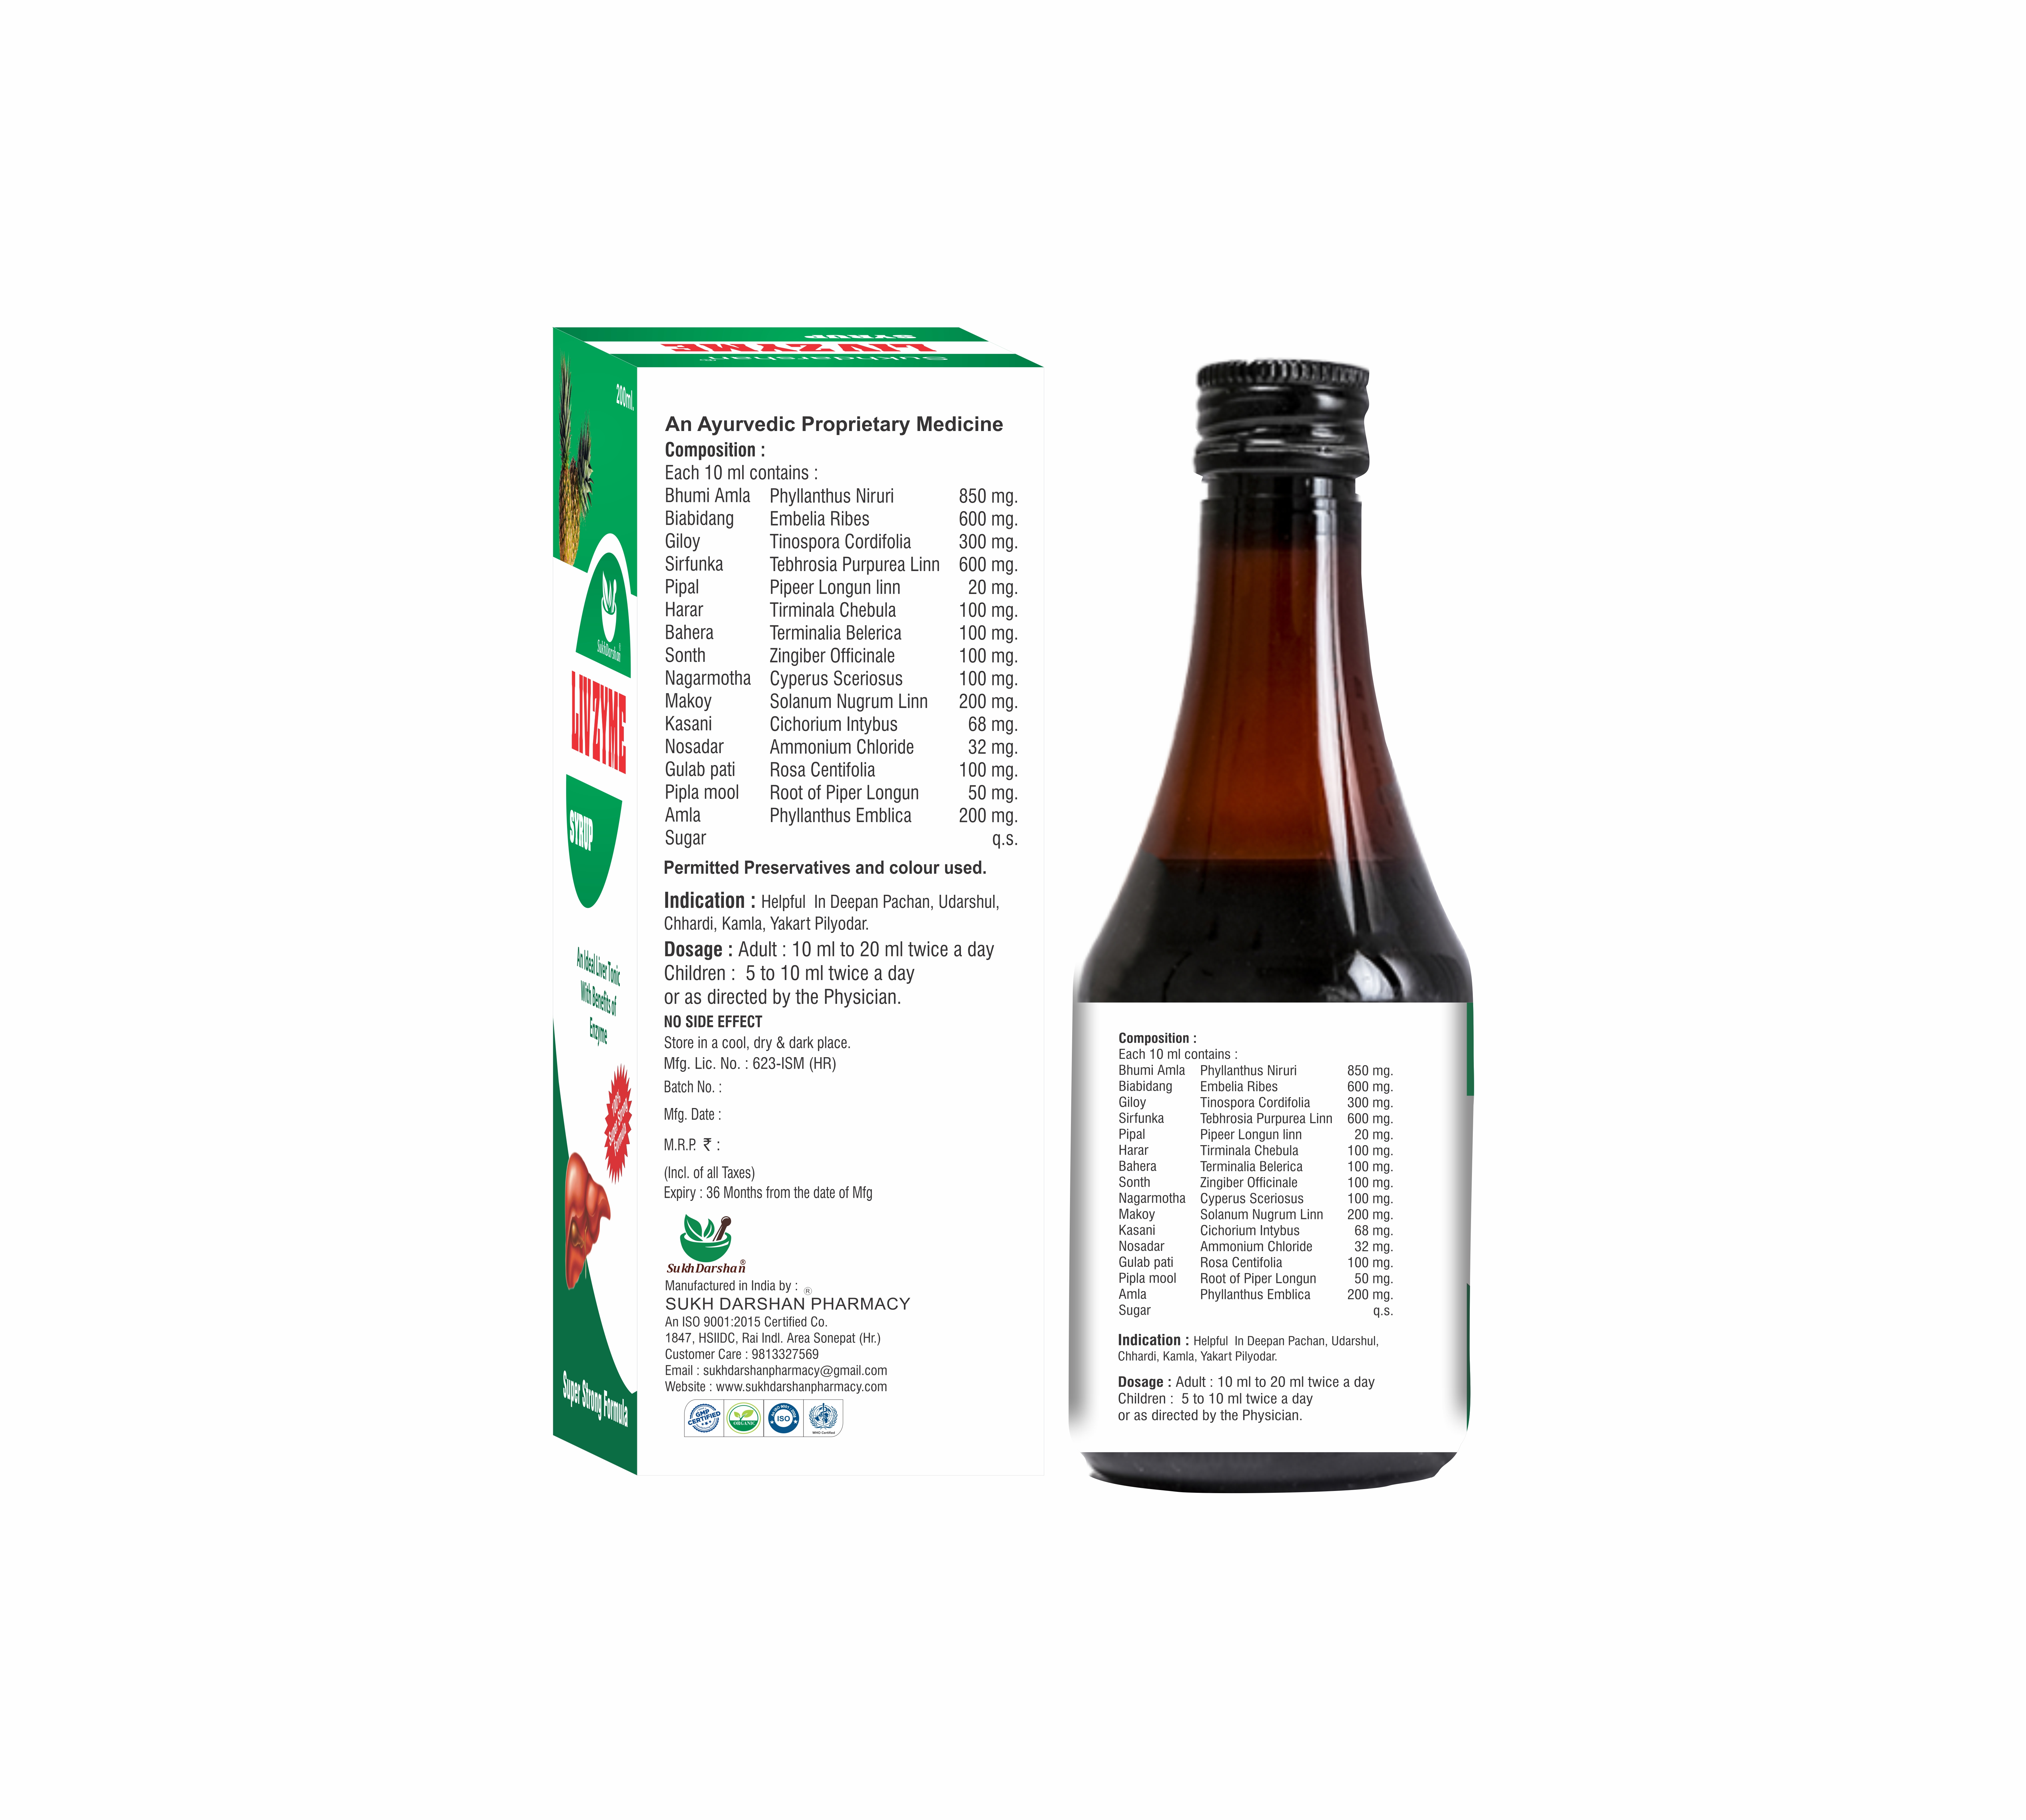 SYRUP
LIVZYME
Sukhdarshan
200ml.
SukhDarshan®
LIVZYME
SYRUP
An Ideal Liver Tonic
With Benefits of
Enzyme
Super Strong Formula
An Ayurvedic Proprietary Medicine
Composition :
Each 10 ml contains :
Bhumi Amla Phyllanthus Niruri 850 mg.
Biabidang Embelia Ribes 600 mg.
Giloy Tinospora Cordifolia 300 mg.
Sirfunka Tebhrosia Purpurea Linn 600 mg.
Pipal Pipeer Longun linn 20 mg.
Harar Tirminala Chebula 100 mg.
Bahera Terminalia Belerica 100 mg.
Sonth Zingiber Officinale 100 mg.
Nagarmotha Cyperus Sceriosus 100 mg.
Makoy Solanum Nugrum Linn 200 mg.
Kasani Cichorium Intybus 68 mg.
Nosadar Ammonium Chloride 32 mg.
Gulab pati Rosa Centifolia 100 mg.
Pipla mool Root of Piper Longun 50 mg.
Amla Phyllanthus Emblica 200 mg.
Sugar q.s.
Permitted Preservatives and colour used.
Indication : Helpful In Deepan Pachan, Udarshul,
Chhardi, Kamla, Yakart Pilyodar.
Dosage : Adult : 10 ml to 20 ml twice a day
Children : 5 to 10 ml twice a day
or as directed by the Physician.
NO SIDE EFFECT
Store in a cool, dry & dark place.
Mfg. Lic. No. : 623-ISM (HR)
Batch No. :
Mfg. Date :
M.R.P. ₹ :
(Incl. of all Taxes)
Expiry : 36 Months from the date of Mfg
SukhDarshan®
Manufactured in India by :
SUKH DARSHAN PHARMACY®
An ISO 9001:2015 Certified Co.
1847, HSIIDC, Rai Indl. Area Sonepat (Hr.)
Customer Care : 9813327569
Email : sukhdarshanpharmacy@gmail.com
Website : www.sukhdarshanpharmacy.com
GMP CERTIFIED
ORGANIC
ISO
WHO Certified
Composition :
Each 10 ml contains :
Bhumi Amla Phyllanthus Niruri 850 mg.
Biabidang Embelia Ribes 600 mg.
Giloy Tinospora Cordifolia 300 mg.
Sirfunka Tebhrosia Purpurea Linn 600 mg.
Pipal Pipeer Longun linn 20 mg.
Harar Tirminala Chebula 100 mg.
Bahera Terminalia Belerica 100 mg.
Sonth Zingiber Officinale 100 mg.
Nagarmotha Cyperus Sceriosus 100 mg.
Makoy Solanum Nugrum Linn 200 mg.
Kasani Cichorium Intybus 68 mg.
Nosadar Ammonium Chloride 32 mg.
Gulab pati Rosa Centifolia 100 mg.
Pipla mool Root of Piper Longun 50 mg.
Amla Phyllanthus Emblica 200 mg.
Sugar q.s.
Indication : Helpful In Deepan Pachan, Udarshul,
Chhardi, Kamla, Yakart Pilyodar.
Dosage : Adult : 10 ml to 20 ml twice a day
Children : 5 to 10 ml twice a day
or as directed by the Physician.